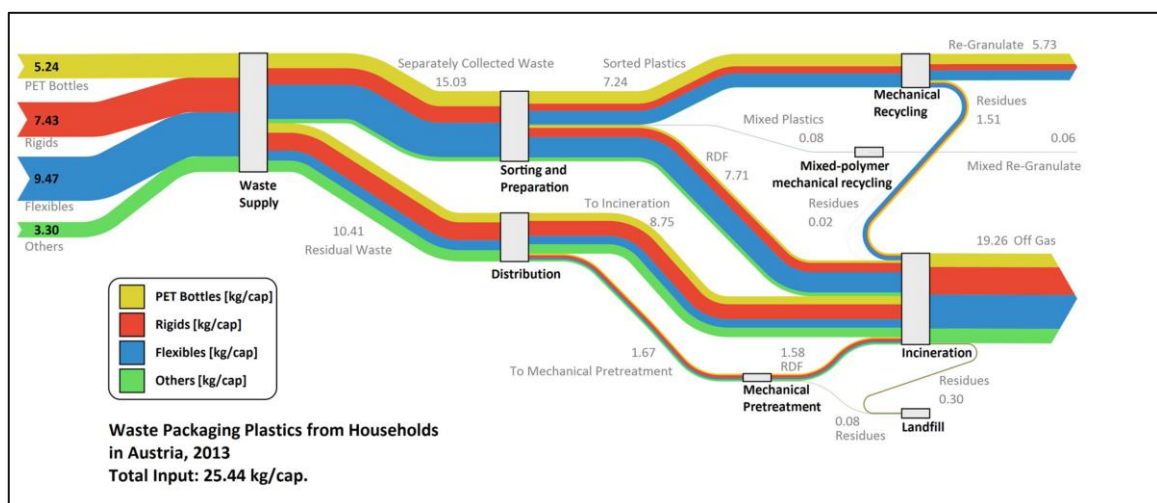 5.24
PET Bottles
7.43
Rigids
9.47
Flexibles
3.30
Others
Waste
Supply
Separately Collected Waste
15.03
10.41
Residual Waste
Sorting and
Preparation
Distribution
Sorted Plastics
7.24
Mixed Plastics
0.08
RDF
7.71
To Incineration
8.75
1.67
To Mechanical Pretreatment
Mechanical
Pretreatment
1.58
RDF
0.08
Residues
Re-Granulate 5.73
Mechanical
Recycling
Residues
1.51
Mixed-polymer
mechanical recycling
0.06
Mixed Re-Granulate
Residues
0.02
19.26 Off Gas
Incineration
Residues
0.30
Landfill
PET Bottles [kg/cap]
Rigids [kg/cap]
Flexibles [kg/cap]
Others [kg/cap]
Waste Packaging Plastics from Households
in Austria, 2013
Total Input: 25.44 kg/cap.